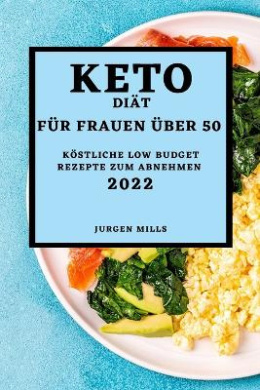 KETO
DIÄT
FÜR FRAUEN ÜBER 50
KÖSTLICHE LOW BUDGET
REZEPTE ZUM ABNEHMEN
2022
JURGEN MILLS